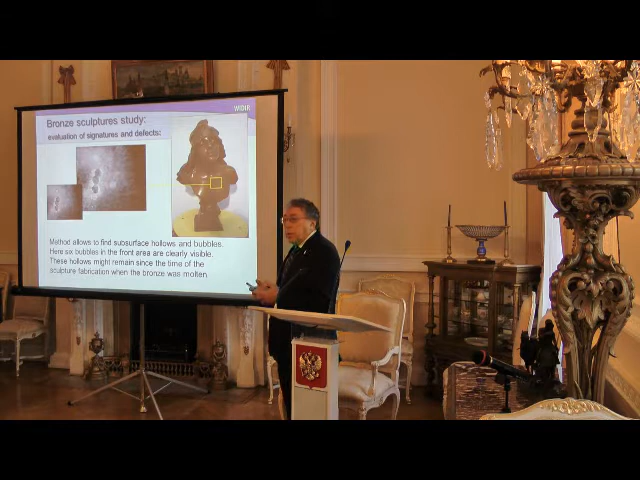 WIDIR
Bronze sculptures study:
evaluation of signatures and defects:
Method allows to find subsurface hollows and bubbles.
Here six bubbles in the front area are clearly visible.
These hollows might remain since the time of the
sculpture fabrication when the bronze was molten.